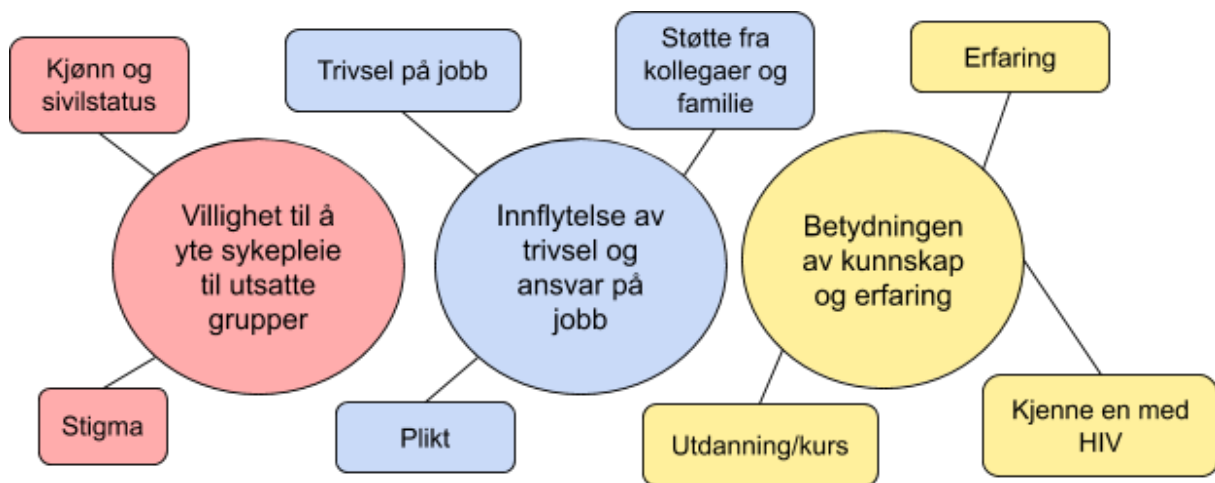 Kjønn og
sivilstatus
Trivsel på jobb
Støtte fra
kollegaer og
familie
Erfaring
Villighet til å
yte sykepleie
til utsatte
grupper
Innflytelse av
trivsel og
ansvar på
jobb
Betydningen
av kunnskap
og erfaring
Stigma
Plikt
Utdanning/kurs
Kjenne en med
HIV